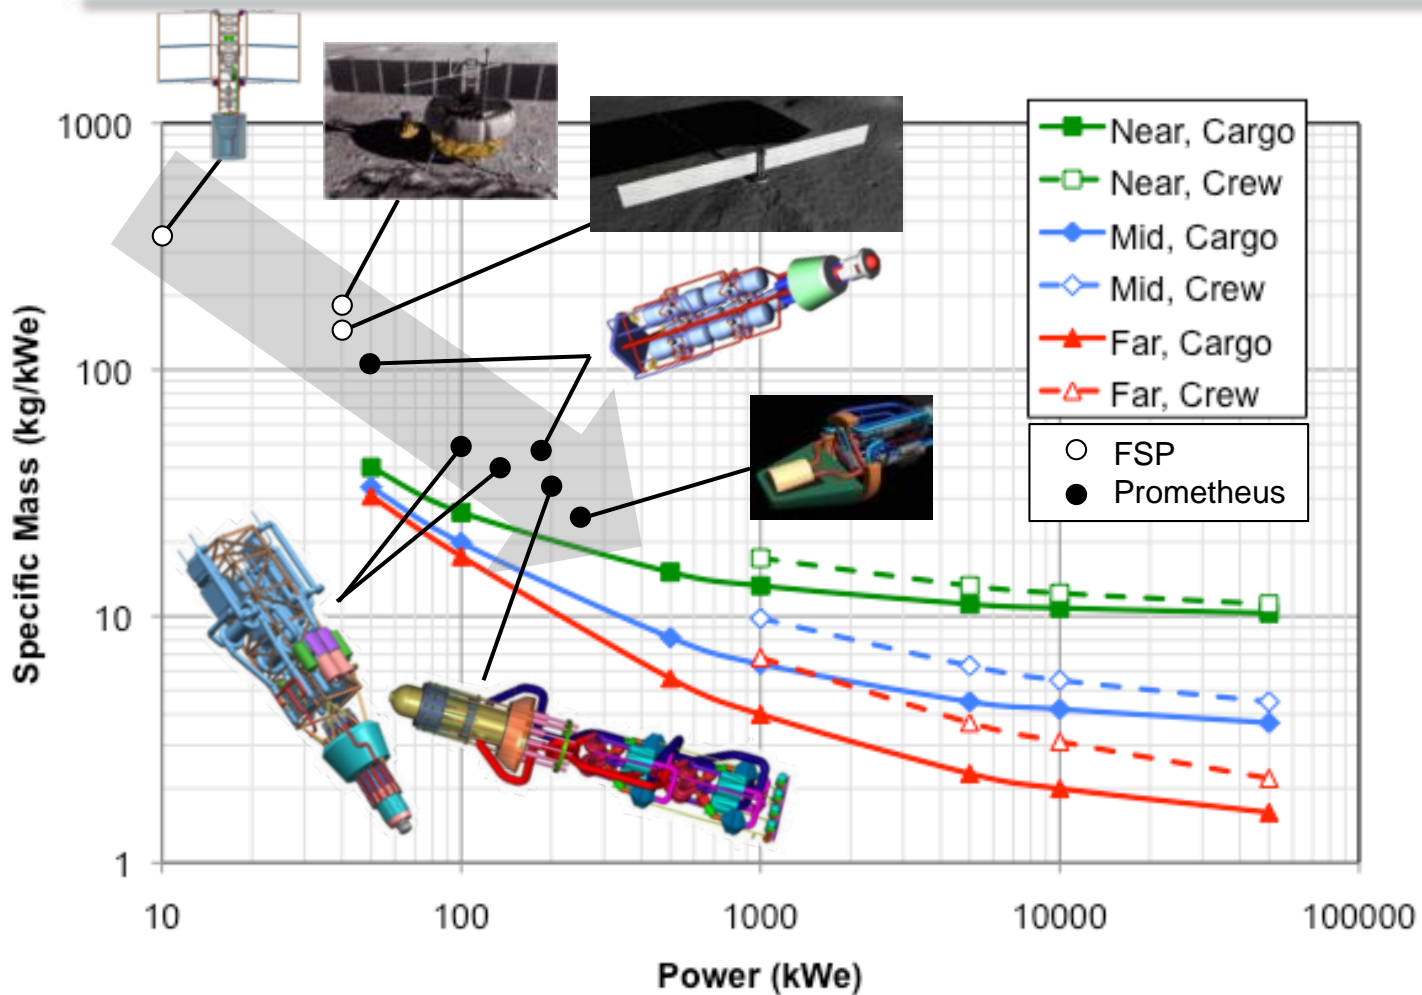 1000
100
10
1
Specific Mass (kg/kWe)
10
100
1000
10000
100000
Power (kWe)
Near, Cargo
Near, Crew
Mid, Cargo
Mid, Crew
Far, Cargo
Far, Crew
FSP
Prometheus